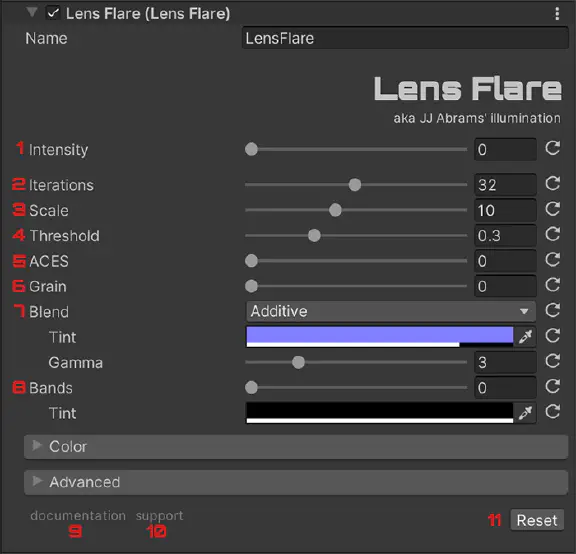 Lens Flare (Lens Flare)
Name LensFlare
Lens Flare
aka JJ Abrams' illumination
1 Intensity 0
2 Iterations 32
3 Scale 10
4 Threshold 0.3
5 ACES 0
6 Grain 0
7 Blend Additive
Tint
Gamma 3
8 Bands 0
Tint
Color
Advanced
documentation support
9 10 11 Reset